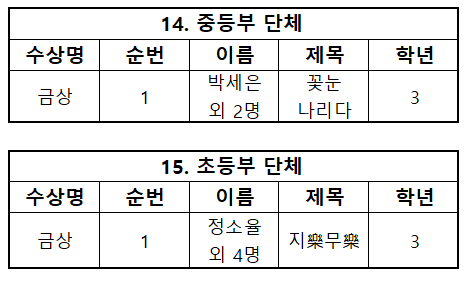 14. 중등부 단체
수상명 순번 이름 제목 학년
금상 1 박세은 외 2명 꽃눈 나리다 3
15. 초등부 단체
수상명 순번 이름 제목 학년
금상 1 정소율 외 4명 지樂무樂 3